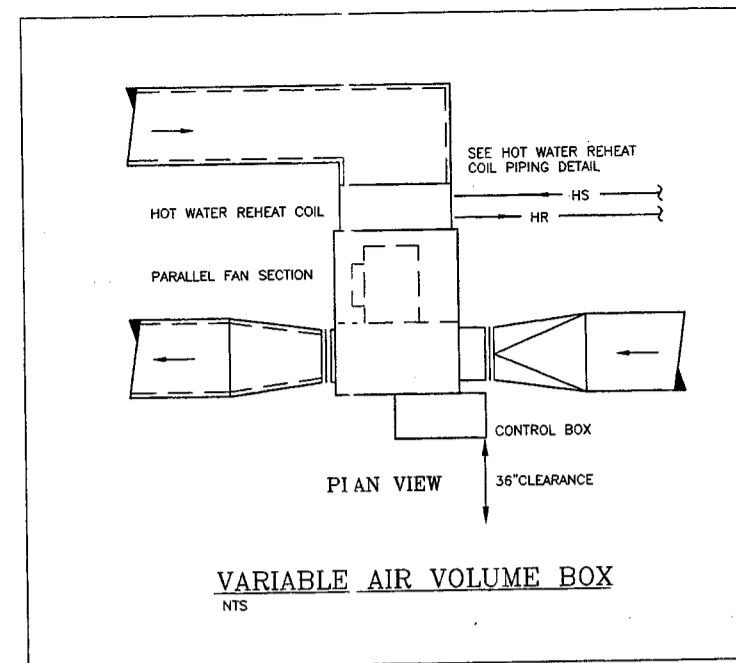 SEE HOT WATER REHEAT
COIL PIPING DETAIL
HS
HOT WATER REHEAT COIL
HR
PARALLEL FAN SECTION
CONTROL BOX
PLAN VIEW
36"CLEARANCE
VARIABLE AIR VOLUME BOX
NTS